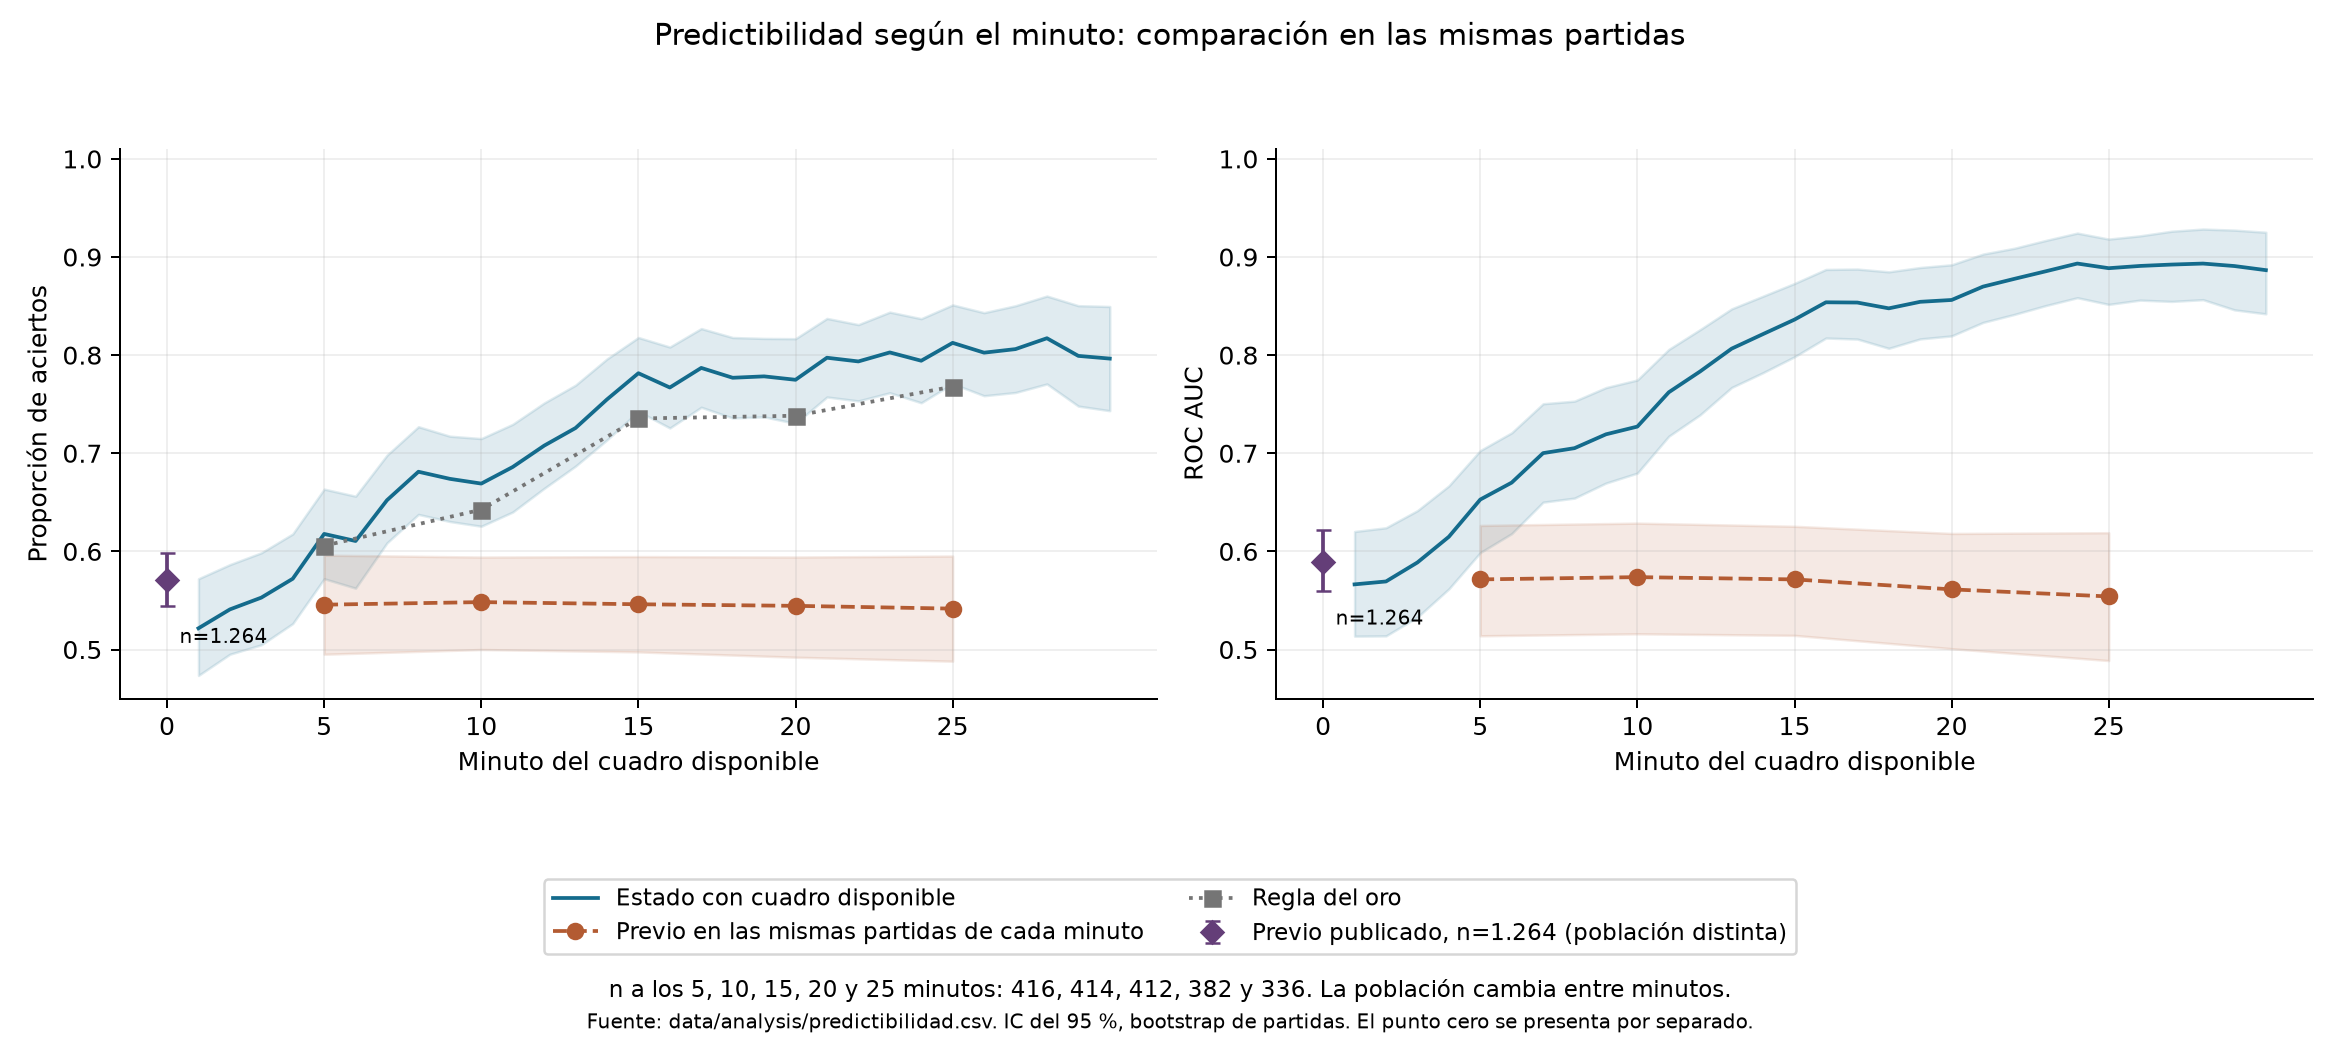 Predictibilidad según el minuto: comparación en las mismas partidas
1.0
0.9
0.8
0.7
0.6
0.5
Proporción de aciertos
n=1.264
0 5 10 15 20 25
Minuto del cuadro disponible
1.0
0.9
0.8
0.7
0.6
0.5
ROC AUC
n=1.264
0 5 10 15 20 25
Minuto del cuadro disponible
Estado con cuadro disponible
Previo en las mismas partidas de cada minuto
Regla del oro
Previo publicado, n=1.264 (población distinta)
n a los 5, 10, 15, 20 y 25 minutos: 416, 414, 412, 382 y 336. La población cambia entre minutos.
Fuente: data/analysis/predictibilidad.csv. IC del 95 %, bootstrap de partidas. El punto cero se presenta por separado.